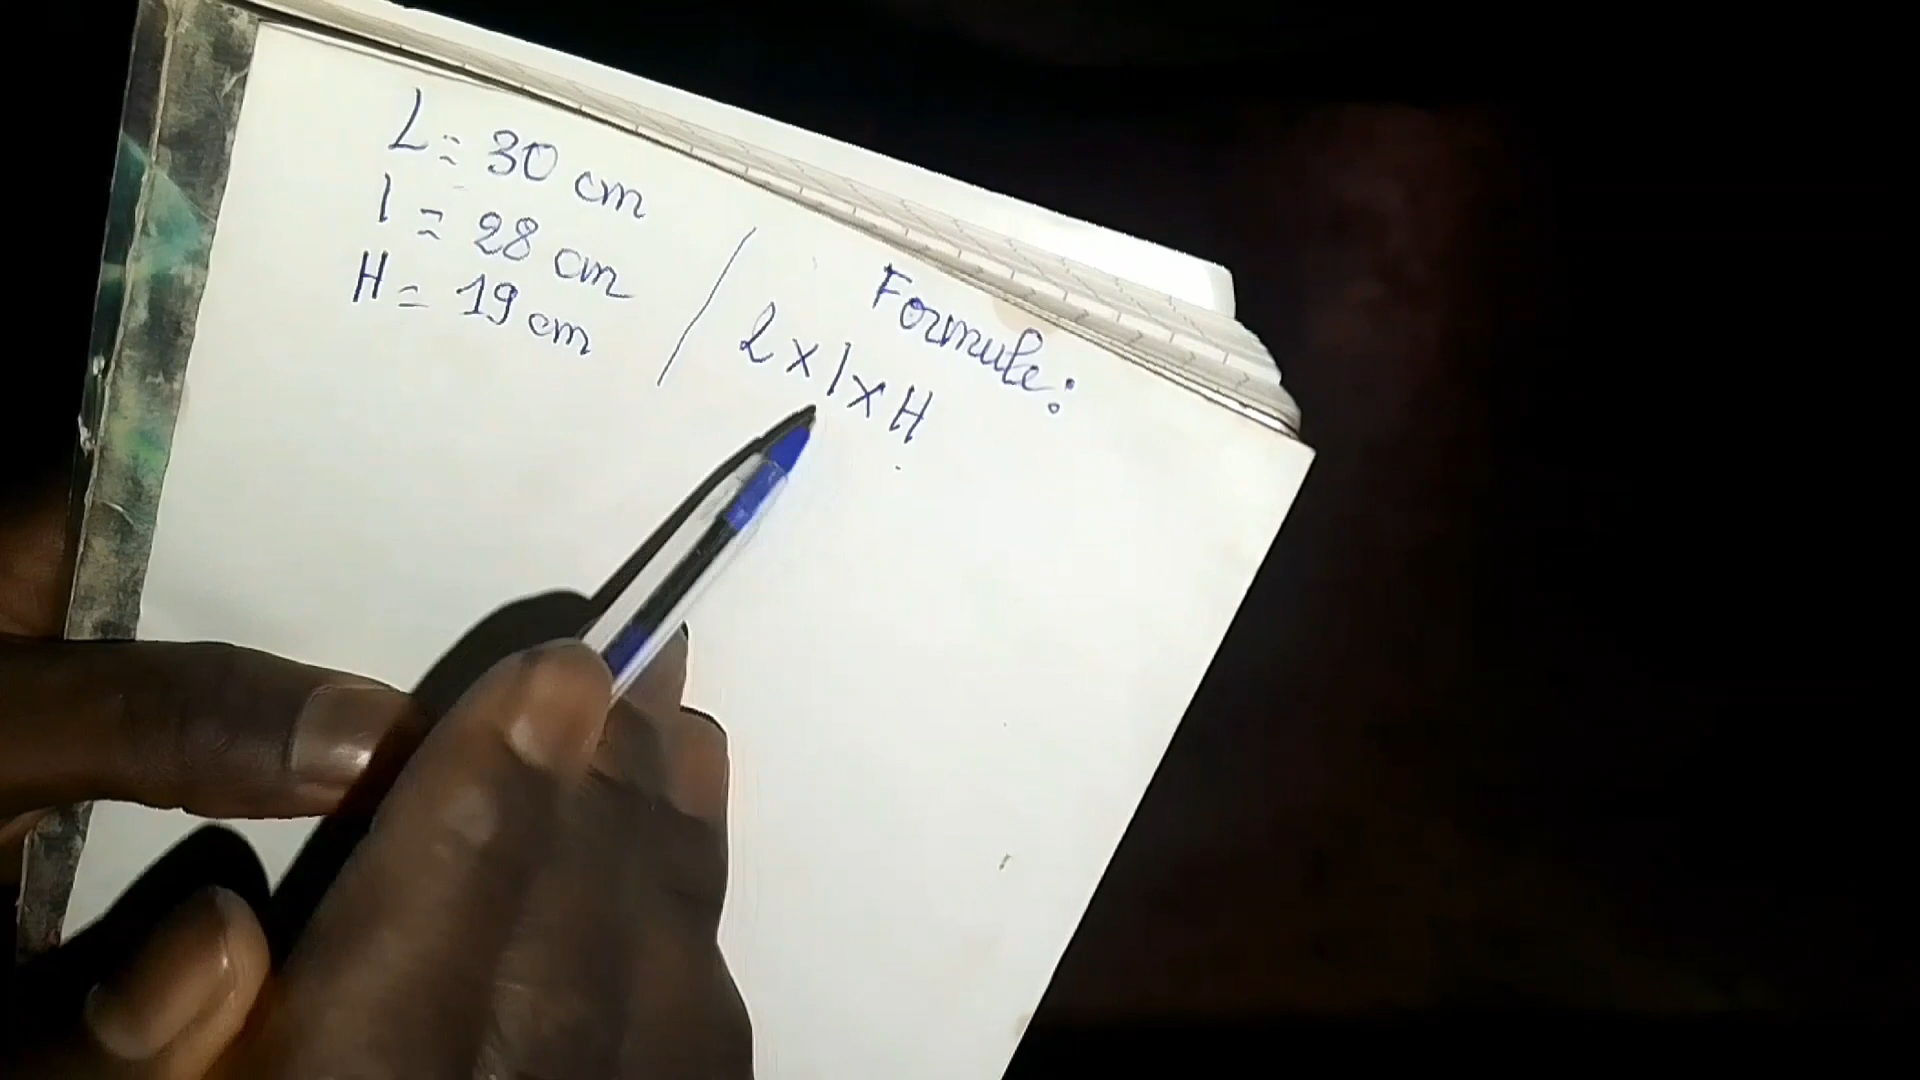 L = 30 cm
l = 28 cm
H = 19 cm
Formule:
L x l x H